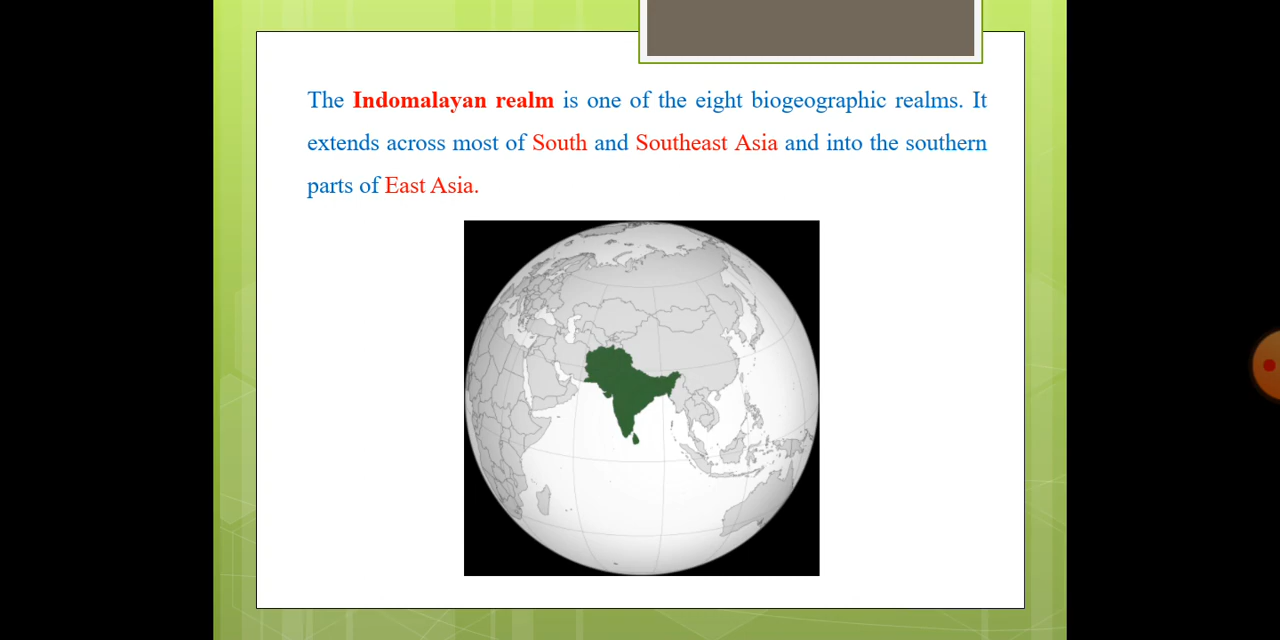 The Indomalayan realm is one of the eight biogeographic realms. It
extends across most of South and Southeast Asia and into the southern
parts of East Asia.